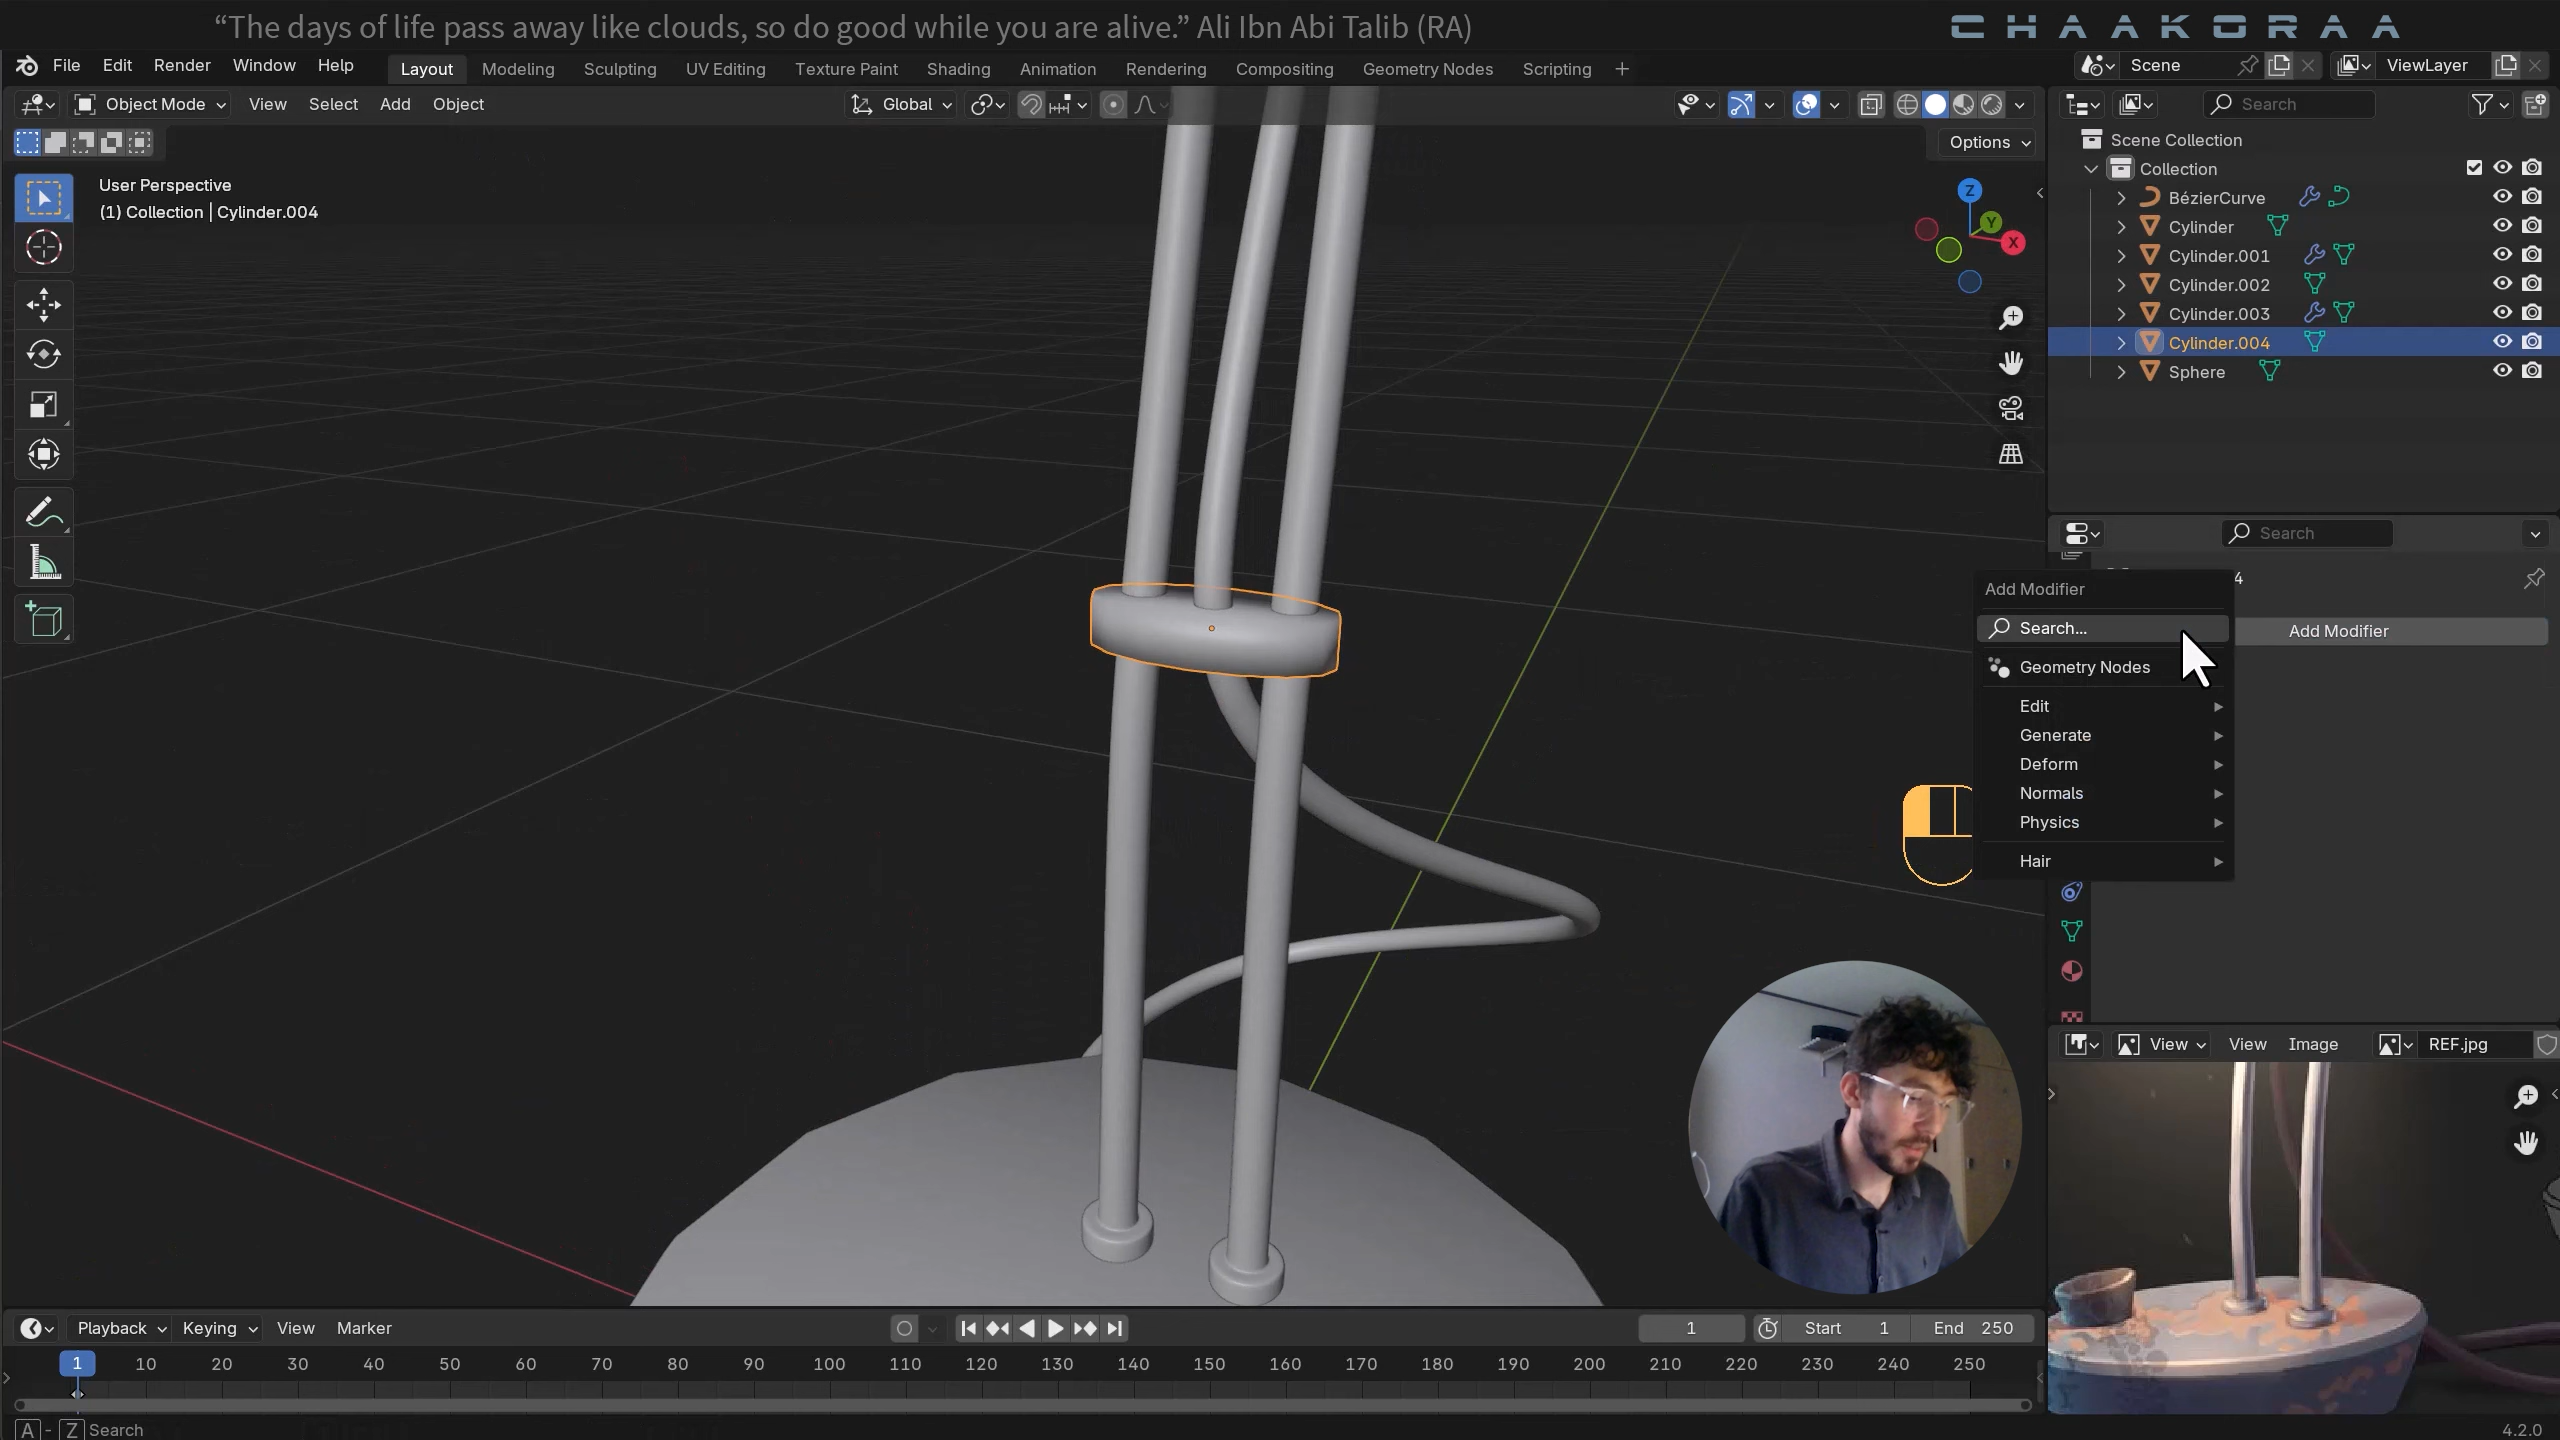 “The days of life pass away like clouds, so do good while you are alive.” Ali Ibn Abi Talib (RA)
CHAAKORAA
File Edit Render Window Help
Layout Modeling Sculpting UV Editing Texture Paint Shading Animation Rendering Compositing Geometry Nodes Scripting +
Scene
ViewLayer
Object Mode View Select Add Object
Global
Search
Options
User Perspective
(1) Collection | Cylinder.004
Z
Y
X
Scene Collection
Collection
BézierCurve
Cylinder
Cylinder.001
Cylinder.002
Cylinder.003
Cylinder.004
Sphere
Search
4
Add Modifier
Search...
Add Modifier
Geometry Nodes
Edit
Generate
Deform
Normals
Physics
Hair
View View Image REF.jpg
Playback Keying View Marker
1
Start 1
End 250
1 10 20 30 40 50 60 70 80 90 100 110 120 130 140 150 160 170 180 190 200 210 220 230 240 250
A - Z Search
4.2.0